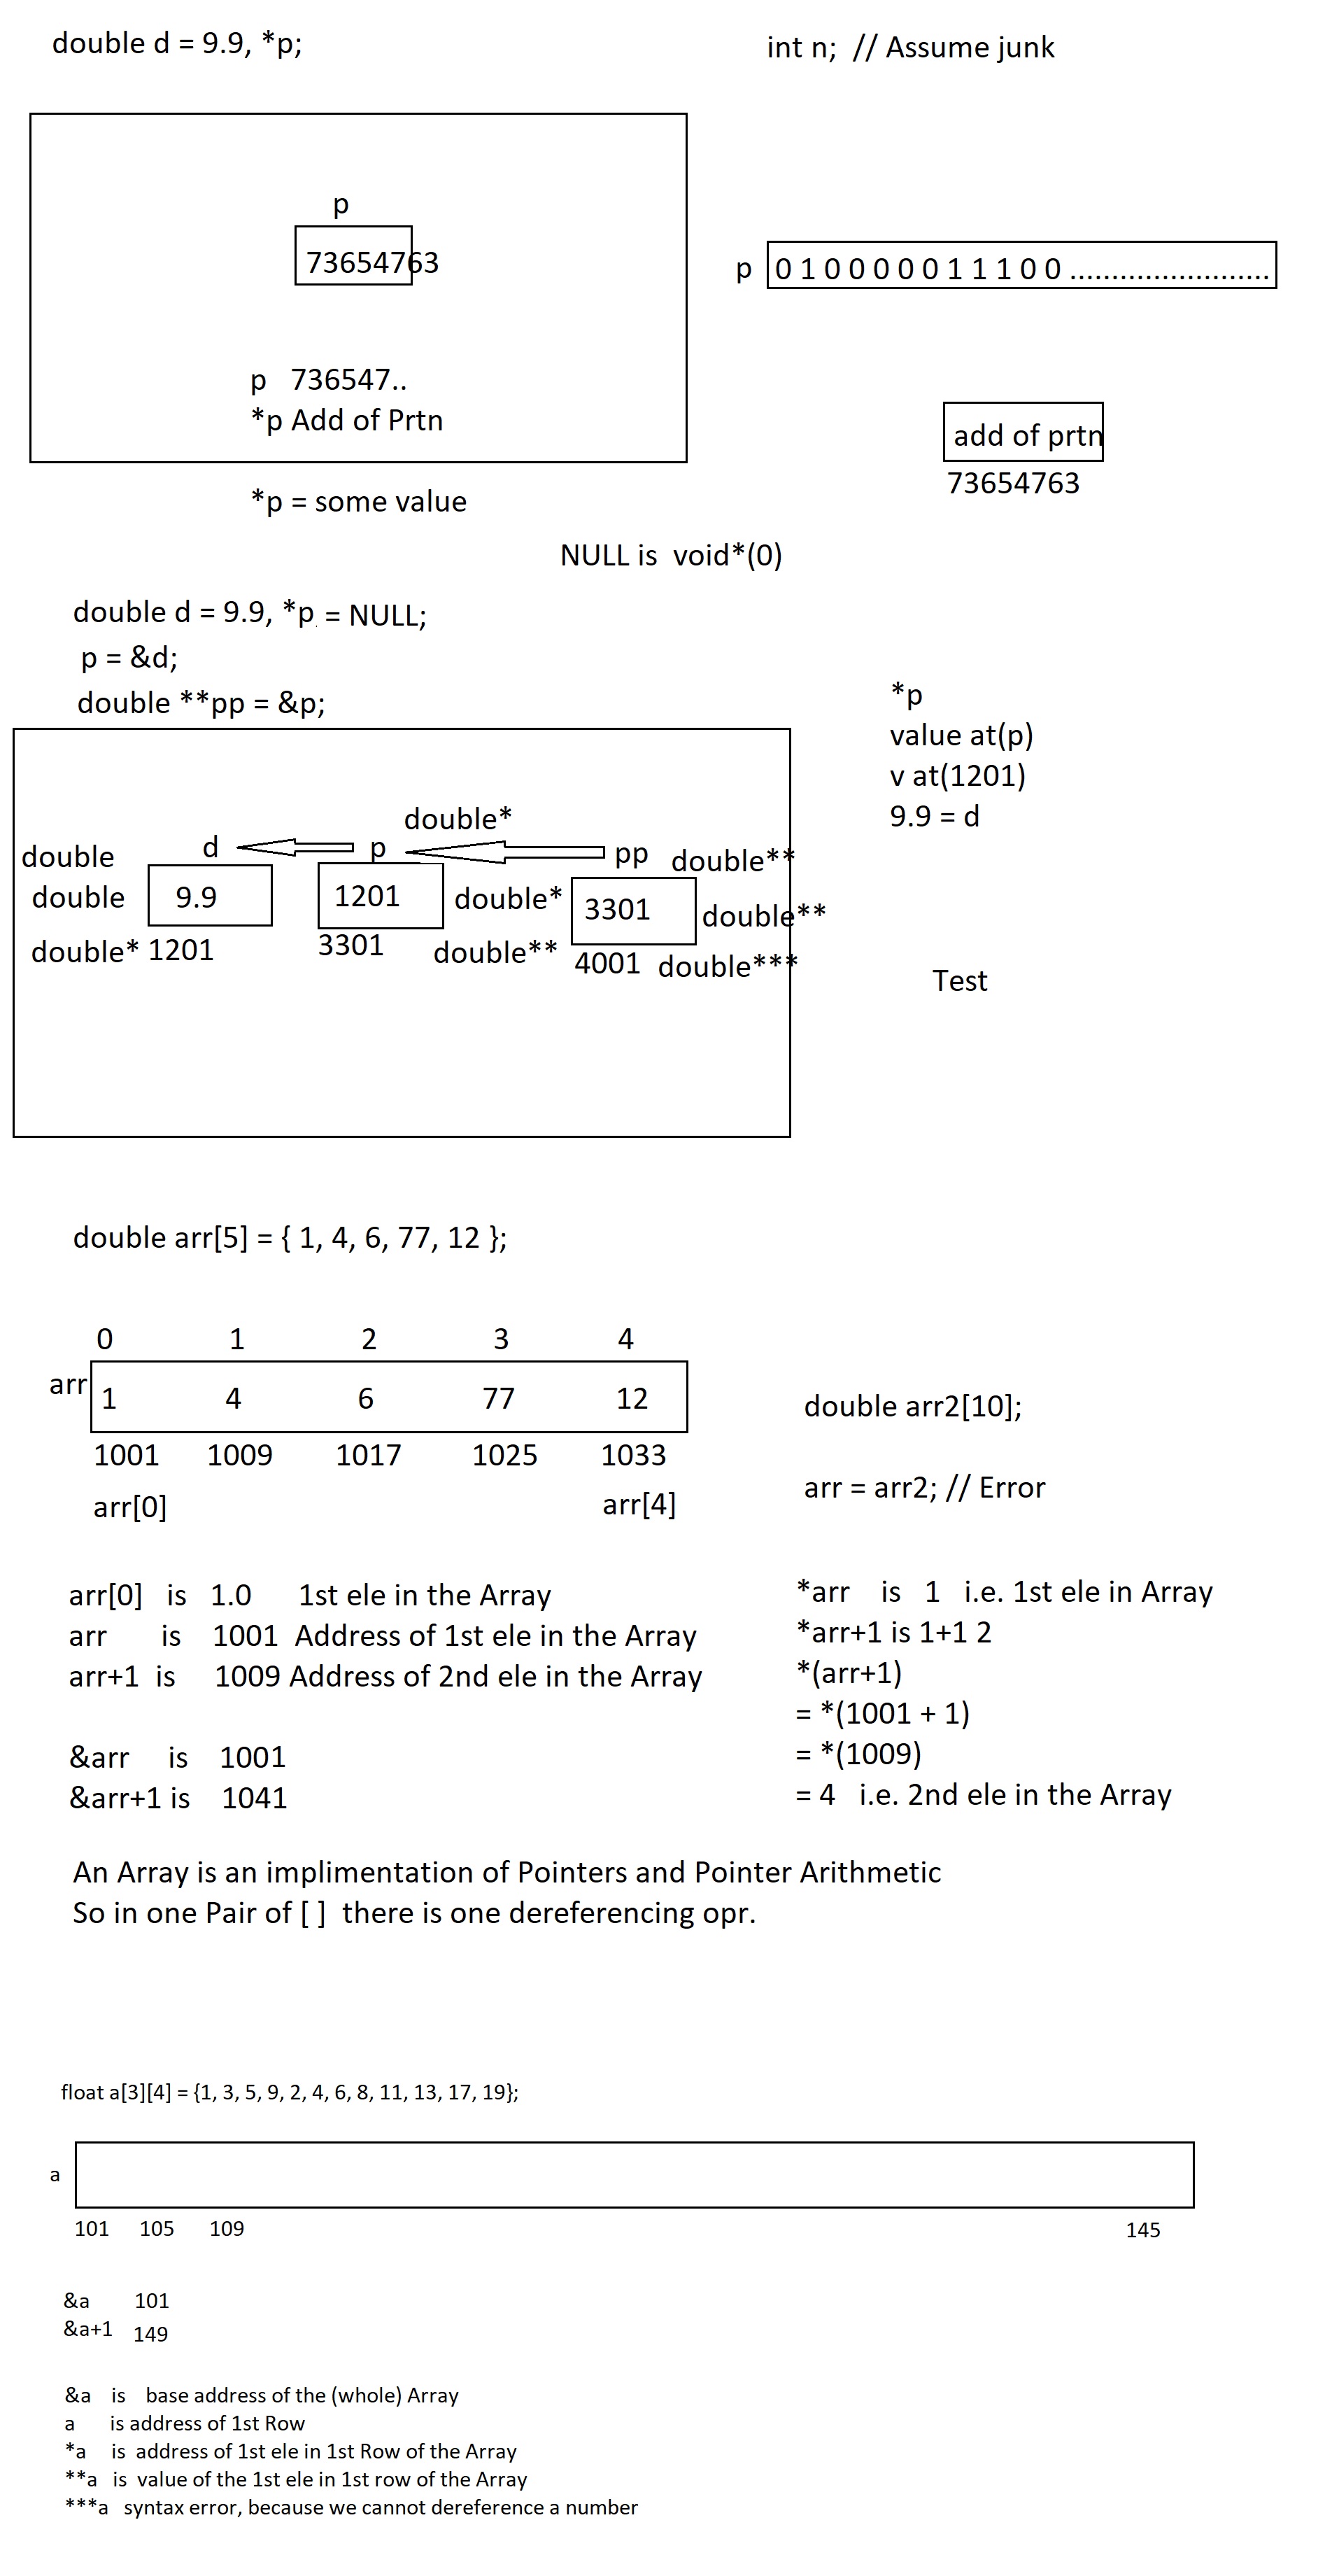 double d = 9.9, *p;
int n;  // Assume junk
p
73654763
p 0 1 0 0 0 0 0 1 1 1 0 0 ........................
p   736547..
*p Add of Prtn
add of prtn
73654763
*p = some value
NULL is  void*(0)
double d = 9.9, *p = NULL;
p = &d;
double **pp = &p;
*p
value at(p)
v at(1201)
9.9 = d
double*
double d p pp double**
double 9.9 1201 double* 3301 double**
double* 1201 3301 double** 4001 double***
Test
double arr[5] = { 1, 4, 6, 77, 12 };
0 1 2 3 4
arr 1 4 6 77 12
1001 1009 1017 1025 1033
arr[0] arr[4]
double arr2[10];
arr = arr2; // Error
arr[0]   is   1.0      1st ele in the Array
arr       is    1001  Address of 1st ele in the Array
arr+1  is     1009 Address of 2nd ele in the Array
&arr     is    1001
&arr+1 is    1041
*arr    is   1   i.e. 1st ele in Array
*arr+1 is 1+1 2
*(arr+1)
= *(1001 + 1)
= *(1009)
= 4   i.e. 2nd ele in the Array
An Array is an implimentation of Pointers and Pointer Arithmetic
So in one Pair of [ ]  there is one dereferencing opr.
float a[3][4] = {1, 3, 5, 9, 2, 4, 6, 8, 11, 13, 17, 19};
a
101 105 109 145
&a 101
&a+1 149
&a    is    base address of the (whole) Array
a       is address of 1st Row
*a     is  address of 1st ele in 1st Row of the Array
**a   is  value of the 1st ele in 1st row of the Array
***a   syntax error, because we cannot dereference a number